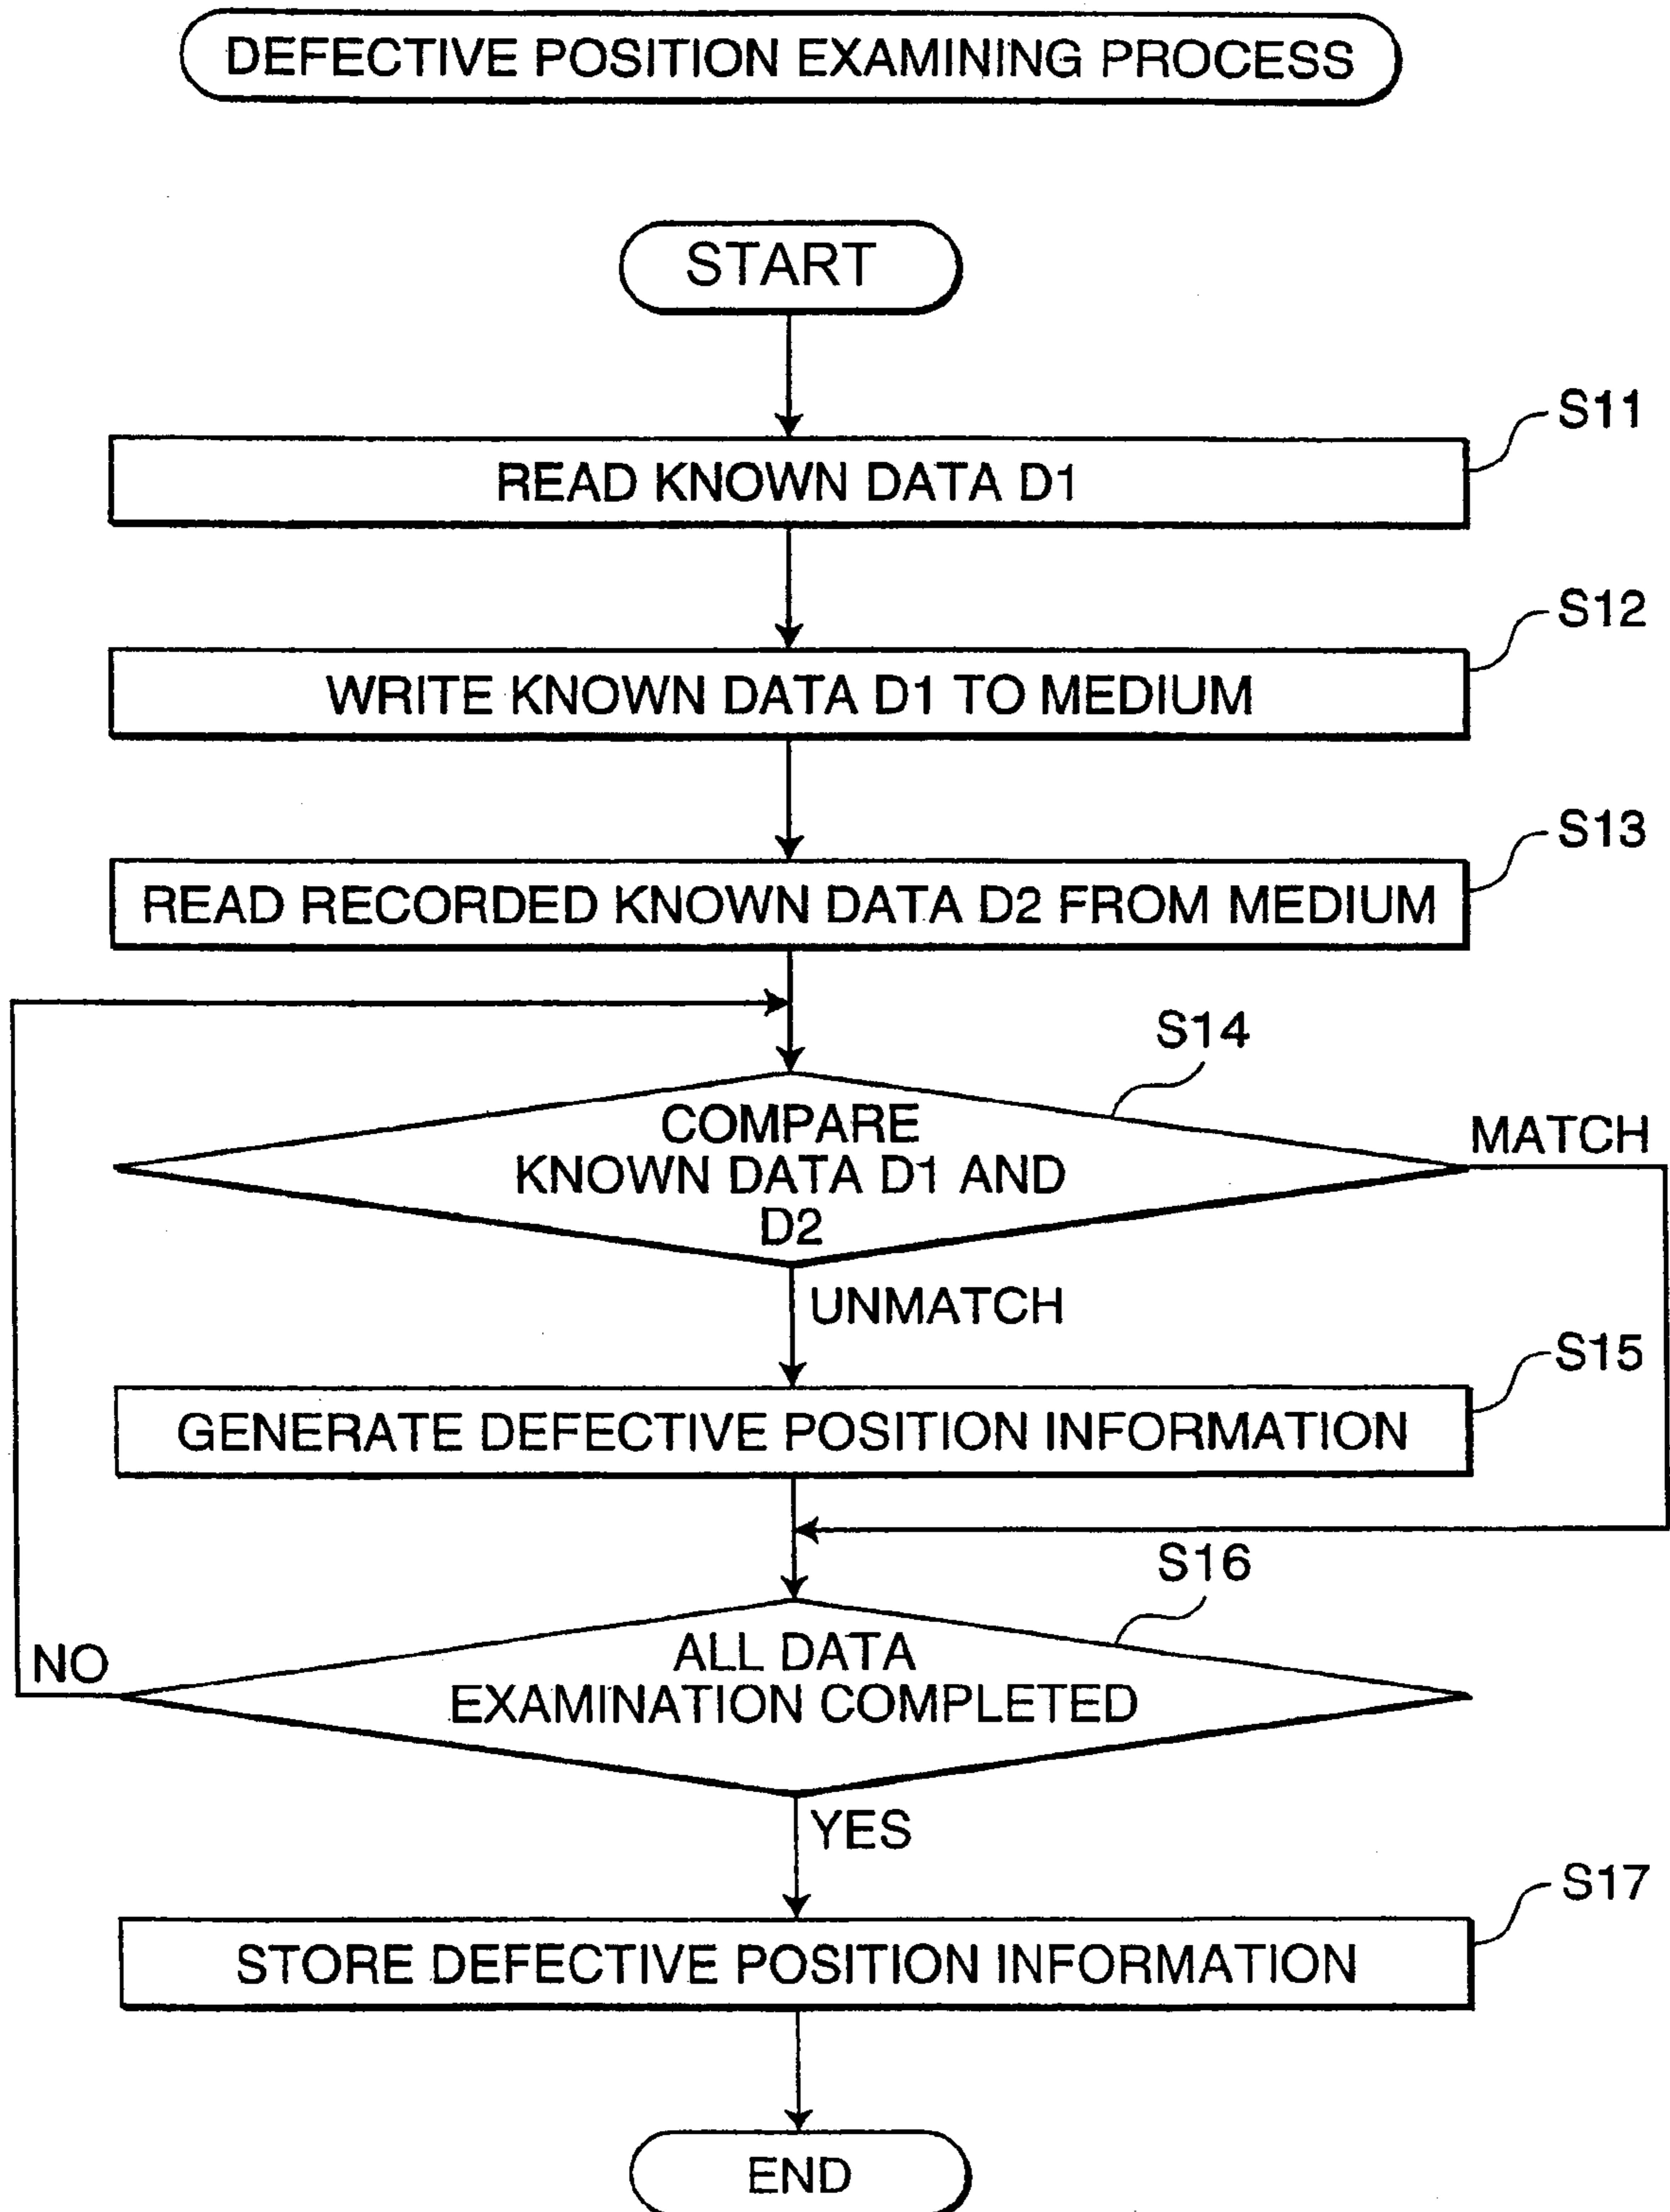 DEFECTIVE POSITION EXAMINING PROCESS
START
S11
READ KNOWN DATA D1
S12
WRITE KNOWN DATA D1 TO MEDIUM
S13
READ RECORDED KNOWN DATA D2 FROM MEDIUM
S14
COMPARE
KNOWN DATA D1 AND
D2
MATCH
UNMATCH
S15
GENERATE DEFECTIVE POSITION INFORMATION
S16
ALL DATA
EXAMINATION COMPLETED
NO
YES
S17
STORE DEFECTIVE POSITION INFORMATION
END